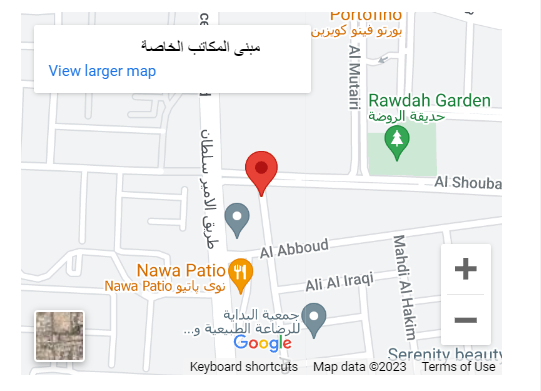 Portofino
بورتو فينو كوبزين
مبنى المكاتب الخاصة
View larger map
Al Mutairi
Rawdah Garden
حديقة الروضة
طريق الامير سلطان
Al Shouba
Al Abboud
Nawa Patio
نوى باتيو Nawa Patio
Ali Al Iraqi
Mahdi Al Hakim
جمعية البداية
للرضاعة الطبيعية و...
Google
Serenity beauty
Keyboard shortcuts
Map data ©2023
Terms of Use